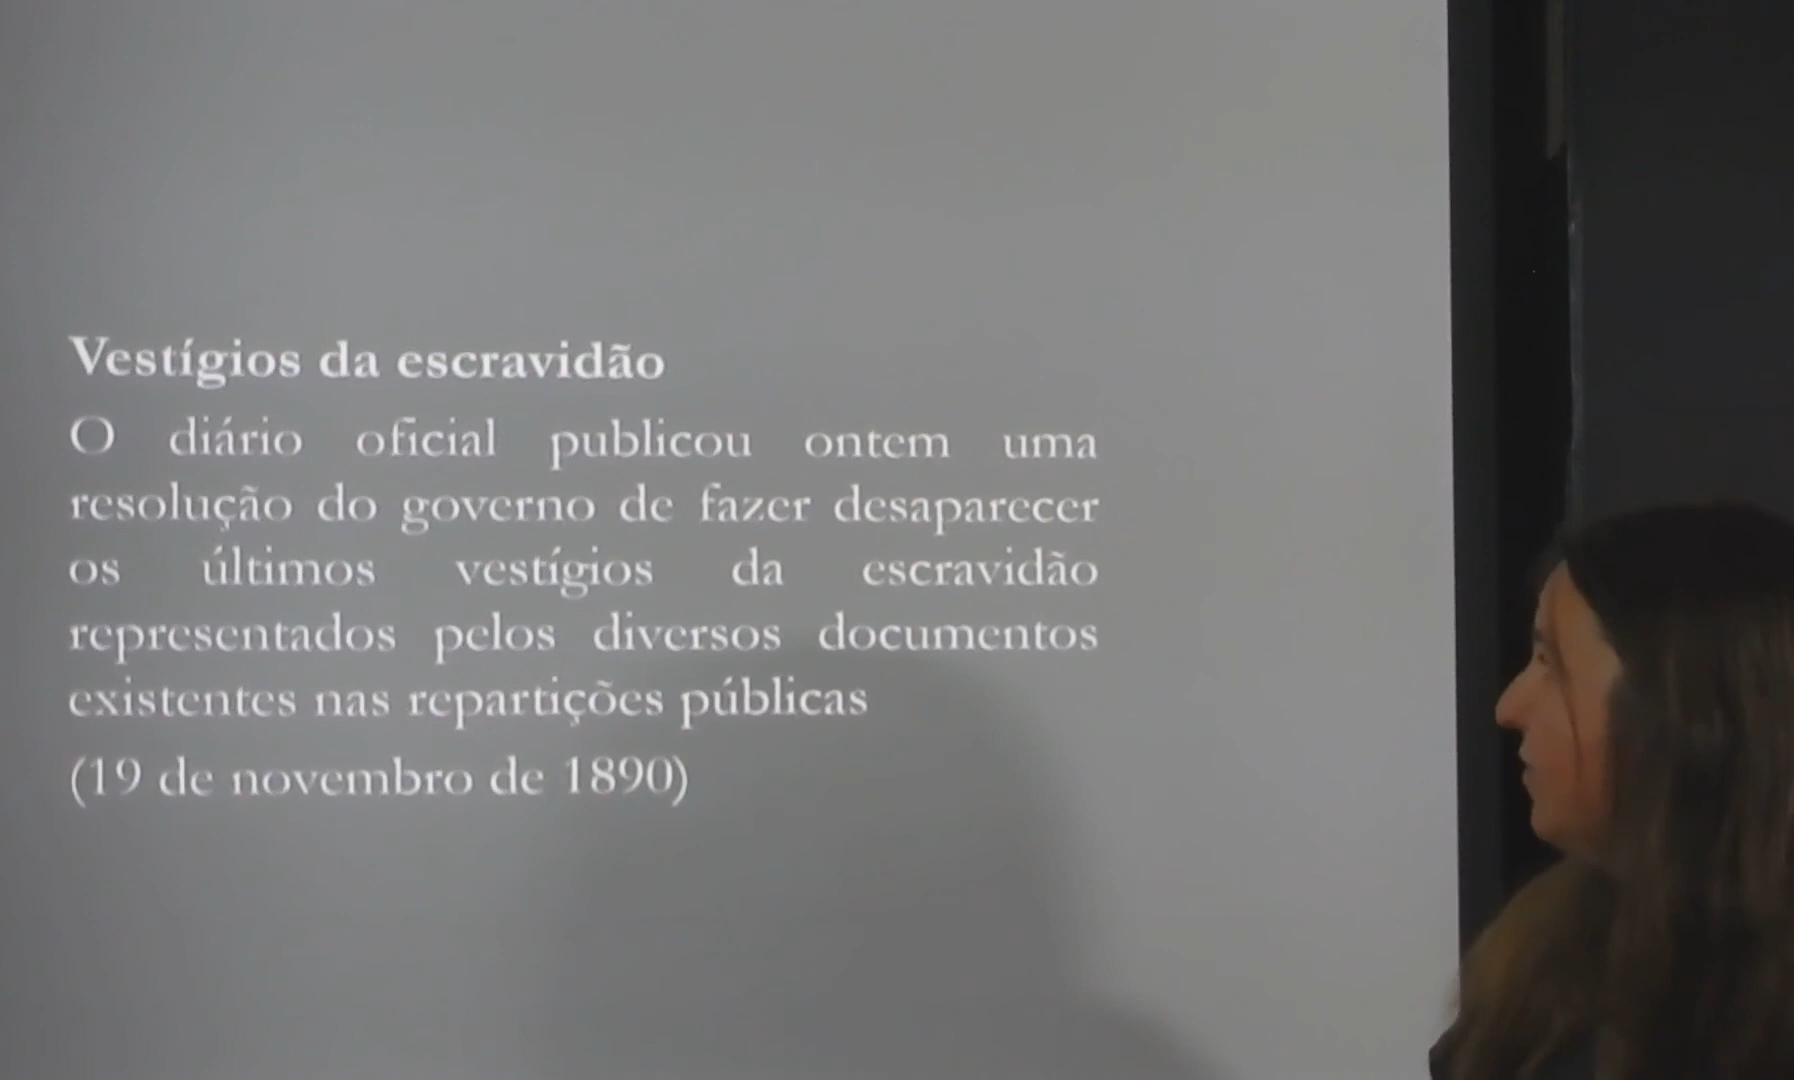 Vestígios da escravidão
O diário oficial publicou ontem uma
resolução do governo de fazer desaparecer
os últimos vestígios da escravidão
representados pelos diversos documentos
existentes nas repartições públicas
(19 de novembro de 1890)